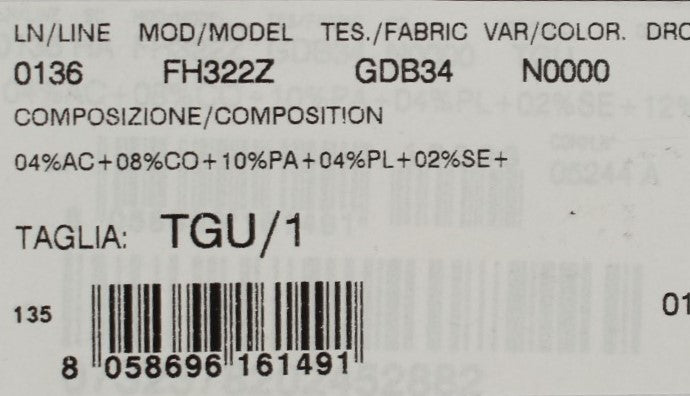 LN/LINE MOD/MODEL TES./FABRIC VAR/COLOR. DRO
0136 FH322Z GDB34 N0000
COMPOSIZIONE/COMPOSITION
04%AC+08%CO+10%PA+04%PL+02%SE+
TAGLIA: TGU/1
135
01
8 058696 161491